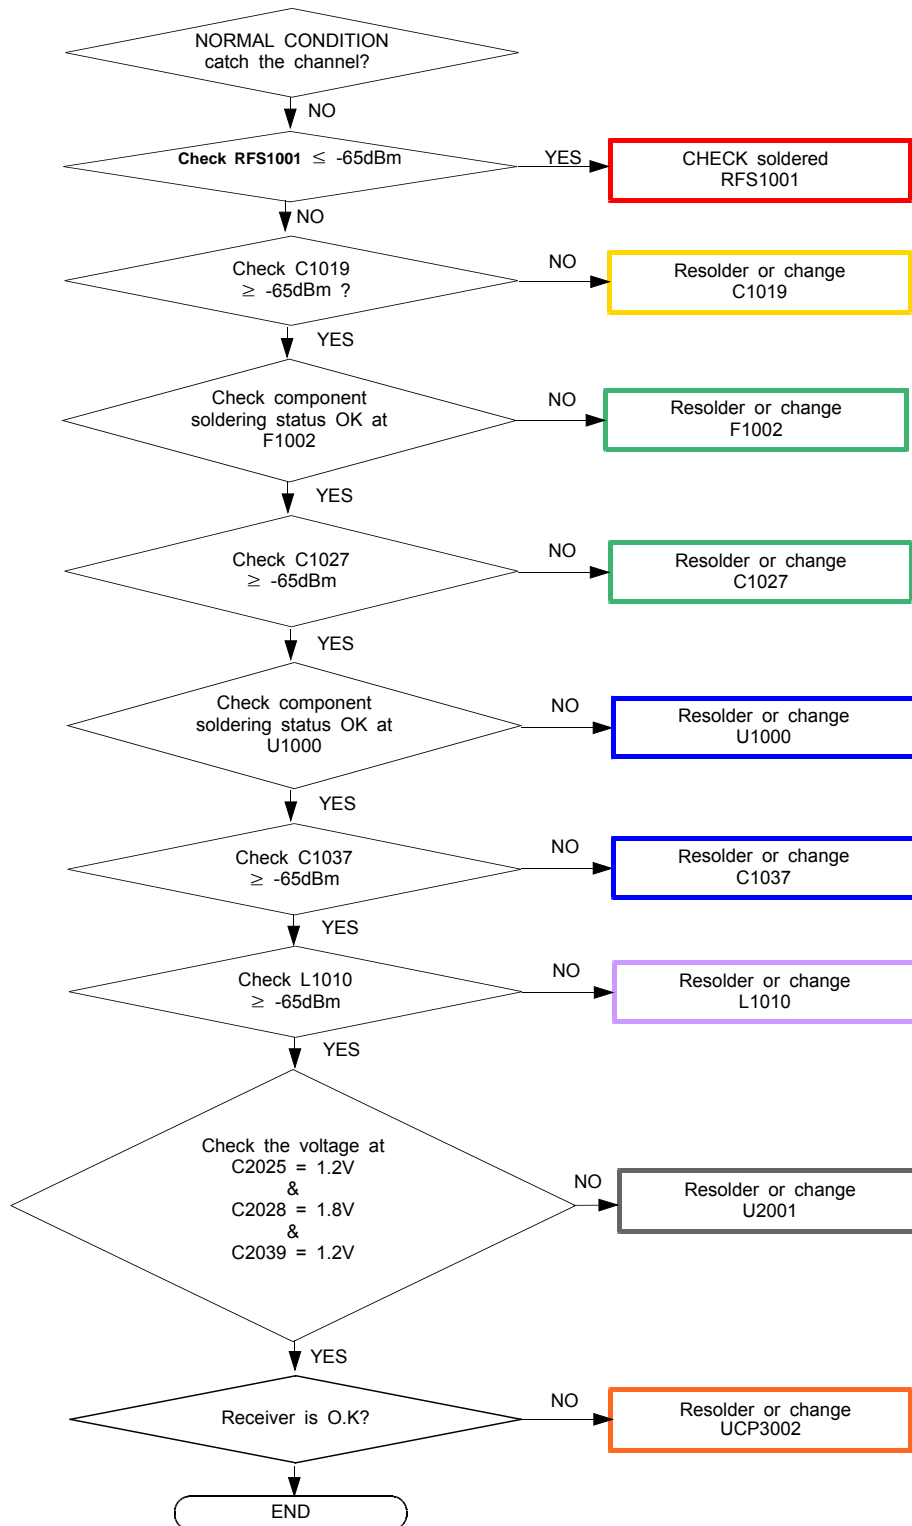 NORMAL CONDITION
catch the channel?
NO
Check RFS1001 ≤ -65dBm
YES
CHECK soldered
RFS1001
NO
Check C1019
≥ -65dBm ?
NO
Resolder or change
C1019
YES
Check component
soldering status OK at
F1002
NO
Resolder or change
F1002
YES
Check C1027
≥ -65dBm
NO
Resolder or change
C1027
YES
Check component
soldering status OK at
U1000
NO
Resolder or change
U1000
YES
Check C1037
≥ -65dBm
NO
Resolder or change
C1037
YES
Check L1010
≥ -65dBm
NO
Resolder or change
L1010
YES
Check the voltage at
C2025 = 1.2V
&
C2028 = 1.8V
&
C2039 = 1.2V
NO
Resolder or change
U2001
YES
Receiver is O.K?
NO
Resolder or change
UCP3002
END